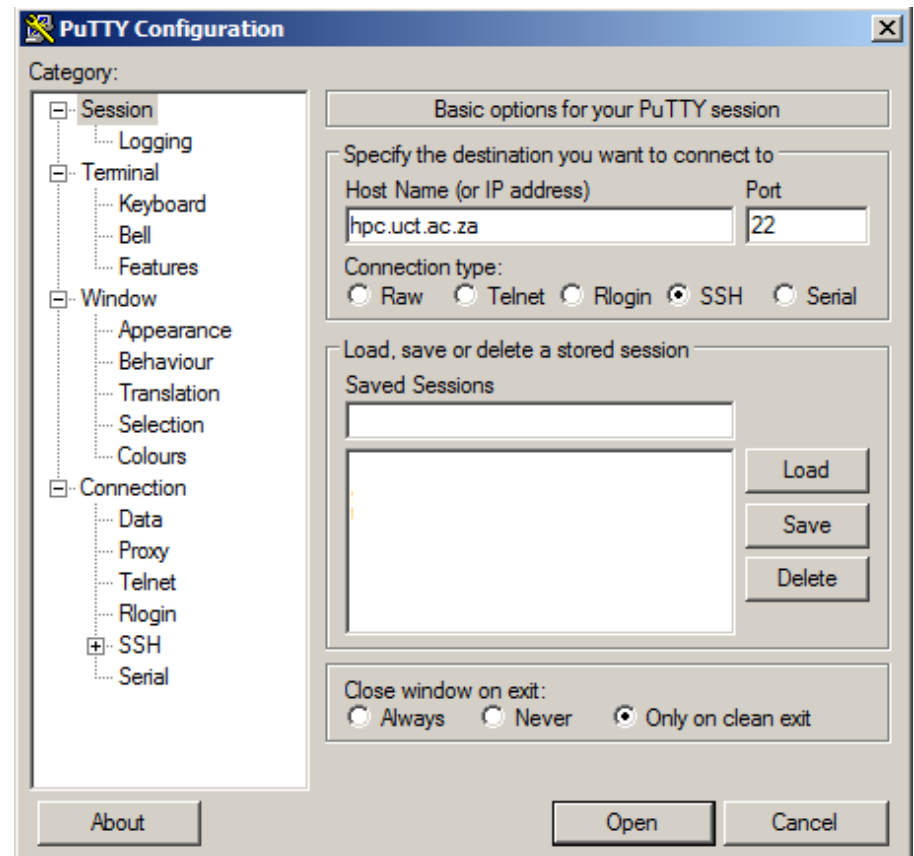 PuTTY Configuration
Category:
Session
Logging
Terminal
Keyboard
Bell
Features
Window
Appearance
Behaviour
Translation
Selection
Colours
Connection
Data
Proxy
Telnet
Rlogin
SSH
Serial
Basic options for your PuTTY session
Specify the destination you want to connect to
Host Name (or IP address) Port
hpc.uct.ac.za 22
Connection type:
Raw Telnet Rlogin SSH Serial
Load, save or delete a stored session
Saved Sessions
Load
Save
Delete
Close window on exit:
Always Never Only on clean exit
About Open Cancel